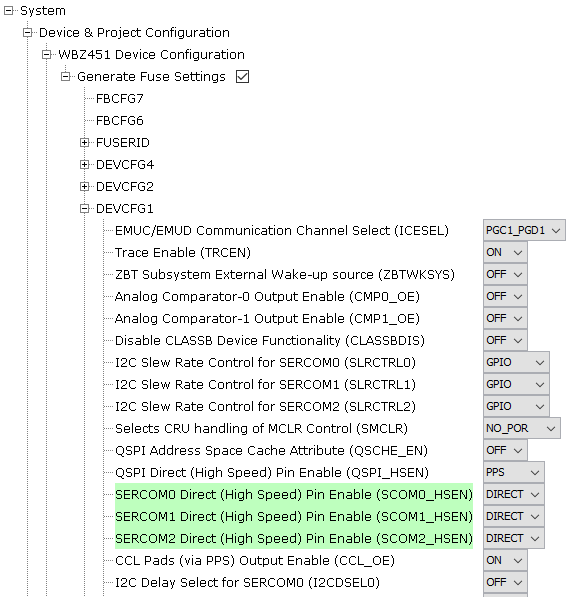 System
Device & Project Configuration
WBZ451 Device Configuration
Generate Fuse Settings
FBCFG7
FBCFG6
FUSERID
DEVCFG4
DEVCFG2
DEVCFG1
EMUC/EMUD Communication Channel Select (ICESEL) PGC1_PGD1
Trace Enable (TRCEN) ON
ZBT Subsystem External Wake-up source (ZBTWKSYS) OFF
Analog Comparator-0 Output Enable (CMP0_OE) OFF
Analog Comparator-1 Output Enable (CMP1_OE) OFF
Disable CLASSB Device Functionality (CLASSBDIS) OFF
I2C Slew Rate Control for SERCOM0 (SLRCTRL0) GPIO
I2C Slew Rate Control for SERCOM1 (SLRCTRL1) GPIO
I2C Slew Rate Control for SERCOM2 (SLRCTRL2) GPIO
Selects CRU handling of MCLR Control (SMCLR) NO_POR
QSPI Address Space Cache Attribute (QSCHE_EN) OFF
QSPI Direct (High Speed) Pin Enable (QSPI_HSEN) PPS
SERCOM0 Direct (High Speed) Pin Enable (SCOM0_HSEN) DIRECT
SERCOM1 Direct (High Speed) Pin Enable (SCOM1_HSEN) DIRECT
SERCOM2 Direct (High Speed) Pin Enable (SCOM2_HSEN) DIRECT
CCL Pads (via PPS) Output Enable (CCL_OE) ON
I2C Delay Select for SERCOM0 (I2CDSEL0) OFF